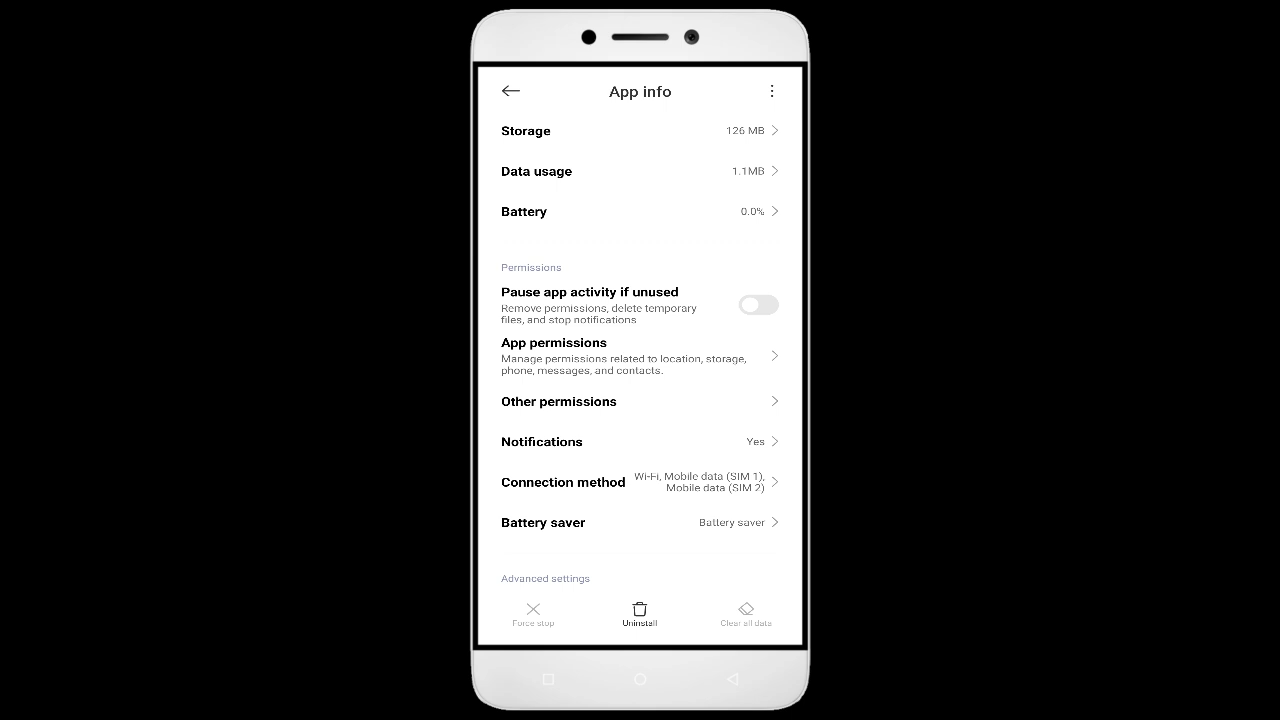 App info
Storage 126 MB
Data usage 1.1MB
Battery 0.0%
Permissions
Pause app activity if unused
Remove permissions, delete temporary
files, and stop notifications
App permissions
Manage permissions related to location, storage,
phone, messages, and contacts.
Other permissions
Notifications Yes
Connection method Wi-Fi, Mobile data (SIM 1),
Mobile data (SIM 2)
Battery saver Battery saver
Advanced settings
Force stop Uninstall Clear all data